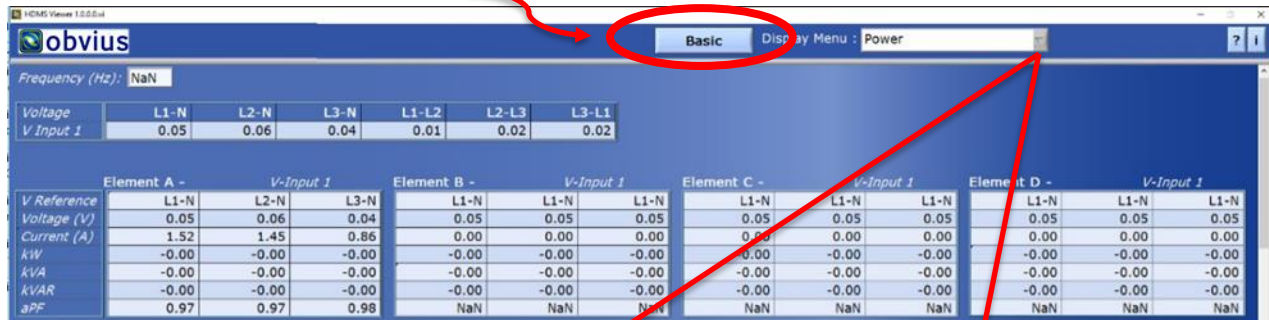 HDMS Viewer 1.0.0.0.vi
obvius
Basic Display Menu : Power ? i
Frequency (Hz): NaN
Voltage L1-N L2-N L3-N L1-L2 L2-L3 L3-L1
V Input 1 0.05 0.06 0.04 0.01 0.02 0.02
Element A - V-Input 1 Element B - V-Input 1 Element C - V-Input 1 Element D - V-Input 1
V Reference L1-N L2-N L3-N L1-N L1-N L1-N L1-N L1-N L1-N L1-N L1-N L1-N
Voltage (V) 0.05 0.06 0.04 0.05 0.05 0.05 0.05 0.05 0.05 0.05 0.05 0.05
Current (A) 1.52 1.45 0.86 0.00 0.00 0.00 0.00 0.00 0.00 0.00 0.00 0.00
kW -0.00 -0.00 -0.00 -0.00 -0.00 -0.00 -0.00 -0.00 -0.00 -0.00 -0.00 -0.00
kVA -0.00 -0.00 -0.00 -0.00 -0.00 -0.00 -0.00 -0.00 -0.00 -0.00 -0.00 -0.00
kVAR -0.00 -0.00 -0.00 -0.00 -0.00 -0.00 -0.00 -0.00 -0.00 -0.00 -0.00 -0.00
aPF 0.97 0.97 0.98 NaN NaN NaN NaN NaN NaN NaN NaN NaN